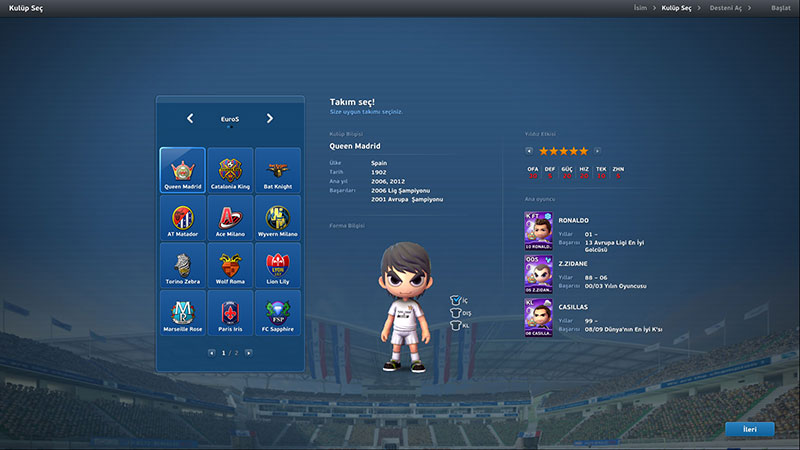 Kulüp Seç
İsim > Kulüp Seç > Desteni Aç > Başlat
EuroS
Queen Madrid
Catalonia King
Bat Knight
AT Matador
Ace Milano
Wyvern Milano
Torino Zebra
Wolf Roma
Lion Lily
Marseille Rose
Paris Iris
FC Sapphire
1 / 2
Takım seç!
Size uygun takımı seçiniz.
Kulüp Bilgisi
Queen Madrid
Ülke Spain
Tarih 1902
Ana yıl 2006, 2012
Başarıları 2006 Lig Şampiyonu
2001 Avrupa Şampiyonu
Forma Bilgisi
İÇ
DIŞ
KL
Yıldız Etkisi
OFA DEF GÜÇ HIZ TEK ZHN
Ana oyuncu
K FT
10 RONALD..
RONALDO
Yıllar 01 ~
Başarısı 13 Avrupa Ligi En İyi
Golcüsü
OOS
06 Z.ZIDAN..
Z.ZIDANE
Yıllar 88 ~ 06
Başarısı 00/03 Yılın Oyuncusu
KL
08 CASILLA..
CASILLAS
Yıllar 99 ~
Başarısı 08/09 Dünya'nın En İyi K'sı
İleri